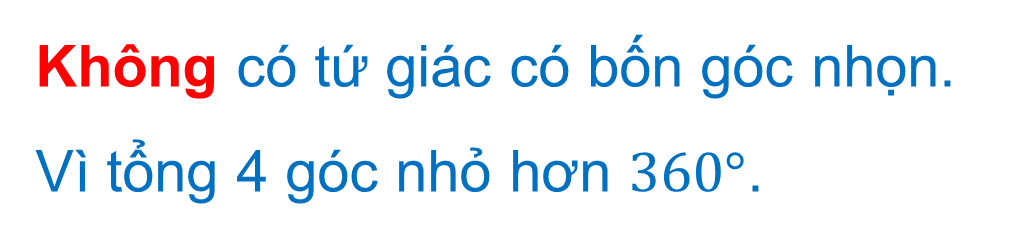 Không có tứ giác có bốn góc nhọn.
Vì tổng 4 góc nhỏ hơn 360°.